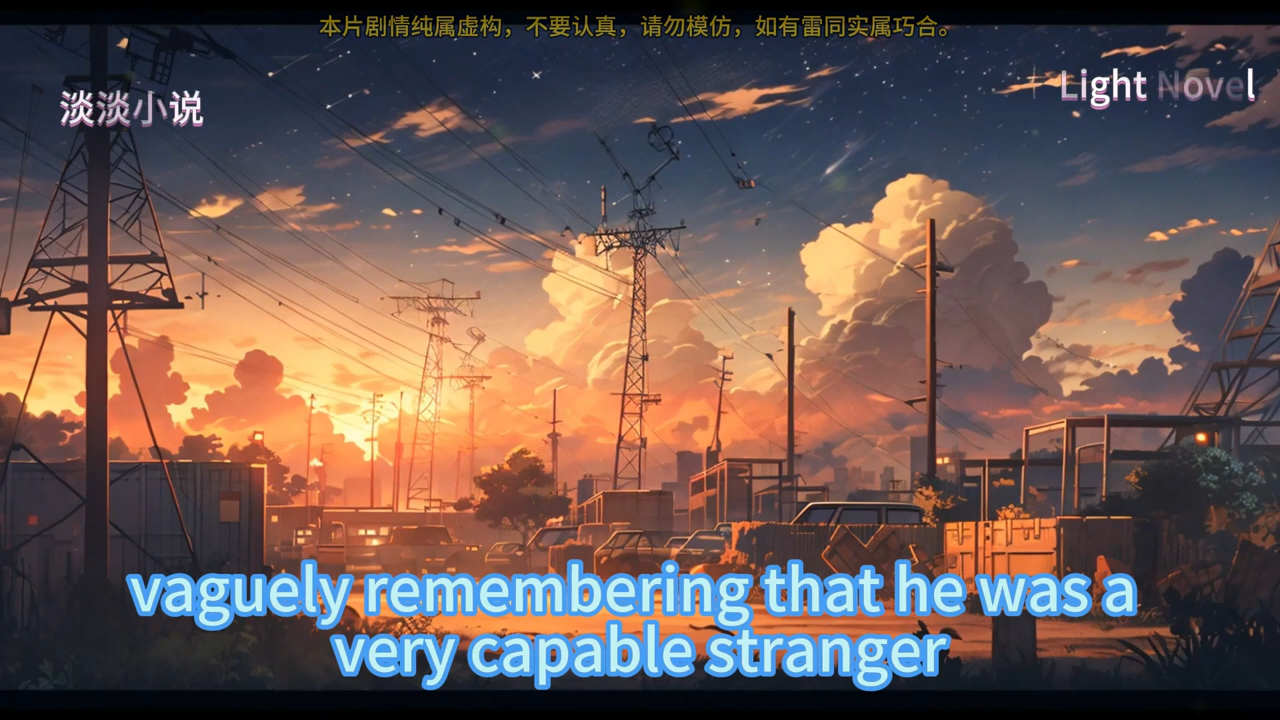 本片剧情纯属虚构，不要认真，请勿模仿，如有雷同实属巧合。
淡淡小说
Light Novel
vaguely remembering that he was a
very capable stranger